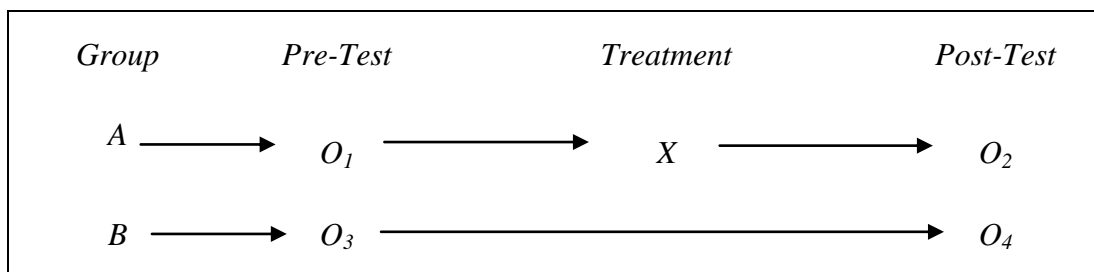 Group Pre-Test Treatment Post-Test
A O₁ X O₂
B O₃ O₄